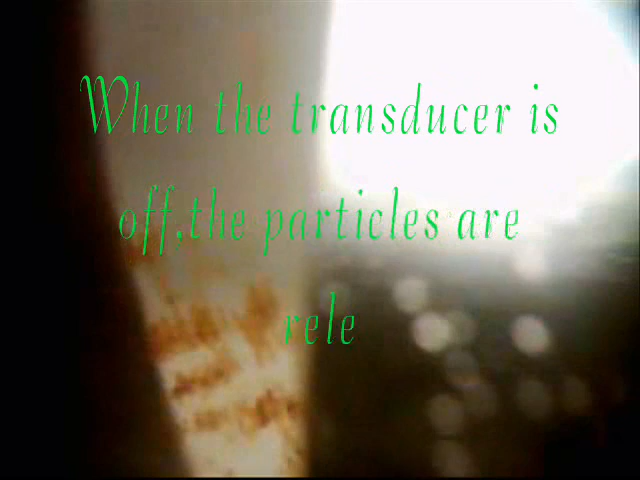 When the transducer is
off,the particles are
rele